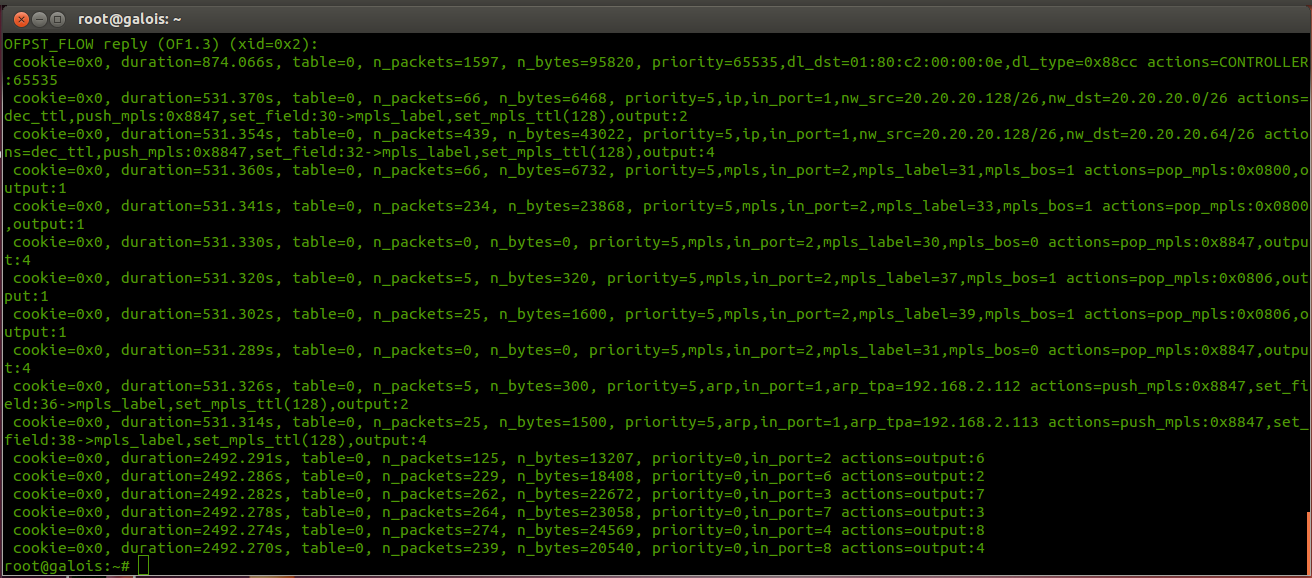 root@galois: ~
OFPST_FLOW reply (OF1.3) (xid=0x2):
 cookie=0x0, duration=874.066s, table=0, n_packets=1597, n_bytes=95820, priority=65535,dl_dst=01:80:c2:00:00:0e,dl_type=0x88cc actions=CONTROLLER
:65535
 cookie=0x0, duration=531.370s, table=0, n_packets=66, n_bytes=6468, priority=5,ip,in_port=1,nw_src=20.20.20.128/26,nw_dst=20.20.20.0/26 actions=
dec_ttl,push_mpls:0x8847,set_field:30->mpls_label,set_mpls_ttl(128),output:2
 cookie=0x0, duration=531.354s, table=0, n_packets=439, n_bytes=43022, priority=5,ip,in_port=1,nw_src=20.20.20.128/26,nw_dst=20.20.20.64/26 actio
ns=dec_ttl,push_mpls:0x8847,set_field:32->mpls_label,set_mpls_ttl(128),output:4
 cookie=0x0, duration=531.360s, table=0, n_packets=66, n_bytes=6732, priority=5,mpls,in_port=2,mpls_label=31,mpls_bos=1 actions=pop_mpls:0x0800,o
utput:1
 cookie=0x0, duration=531.341s, table=0, n_packets=234, n_bytes=23868, priority=5,mpls,in_port=2,mpls_label=33,mpls_bos=1 actions=pop_mpls:0x0800
,output:1
 cookie=0x0, duration=531.330s, table=0, n_packets=0, n_bytes=0, priority=5,mpls,in_port=2,mpls_label=30,mpls_bos=0 actions=pop_mpls:0x8847,outpu
t:4
 cookie=0x0, duration=531.320s, table=0, n_packets=5, n_bytes=320, priority=5,mpls,in_port=2,mpls_label=37,mpls_bos=1 actions=pop_mpls:0x0806,out
put:1
 cookie=0x0, duration=531.302s, table=0, n_packets=25, n_bytes=1600, priority=5,mpls,in_port=2,mpls_label=39,mpls_bos=1 actions=pop_mpls:0x0806,o
utput:1
 cookie=0x0, duration=531.289s, table=0, n_packets=0, n_bytes=0, priority=5,mpls,in_port=2,mpls_label=31,mpls_bos=0 actions=pop_mpls:0x8847,outpu
t:4
 cookie=0x0, duration=531.326s, table=0, n_packets=5, n_bytes=300, priority=5,arp,in_port=1,arp_tpa=192.168.2.112 actions=push_mpls:0x8847,set_fi
eld:36->mpls_label,set_mpls_ttl(128),output:2
 cookie=0x0, duration=531.314s, table=0, n_packets=25, n_bytes=1500, priority=5,arp,in_port=1,arp_tpa=192.168.2.113 actions=push_mpls:0x8847,set_
field:38->mpls_label,set_mpls_ttl(128),output:4
 cookie=0x0, duration=2492.291s, table=0, n_packets=125, n_bytes=13207, priority=0,in_port=2 actions=output:6
 cookie=0x0, duration=2492.286s, table=0, n_packets=229, n_bytes=18408, priority=0,in_port=6 actions=output:2
 cookie=0x0, duration=2492.282s, table=0, n_packets=262, n_bytes=22672, priority=0,in_port=3 actions=output:7
 cookie=0x0, duration=2492.278s, table=0, n_packets=264, n_bytes=23058, priority=0,in_port=7 actions=output:3
 cookie=0x0, duration=2492.274s, table=0, n_packets=274, n_bytes=24569, priority=0,in_port=4 actions=output:8
 cookie=0x0, duration=2492.270s, table=0, n_packets=239, n_bytes=20540, priority=0,in_port=8 actions=output:4
root@galois:~#